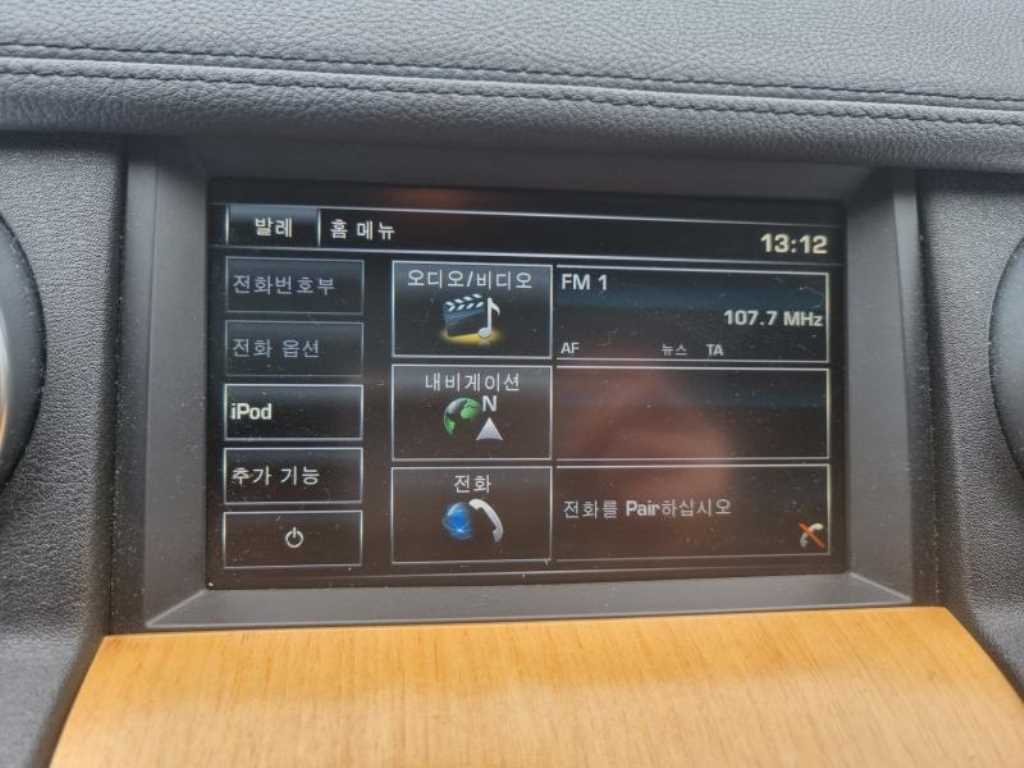 발레
홈 메뉴
13:12
전화번호부
전화 옵션
iPod
추가 기능
오디오/비디오
내비게이션
N
전화
FM 1
107.7 MHz
AF 뉴스 TA
전화를 Pair하십시오